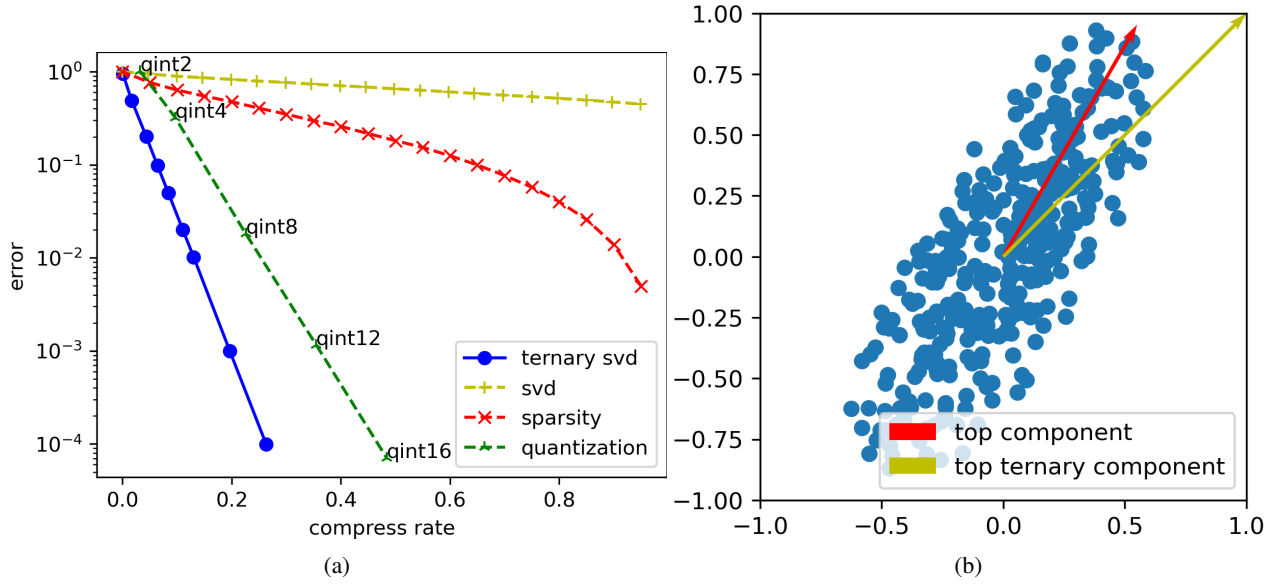 10⁰
10⁻¹
10⁻²
10⁻³
10⁻⁴
error
0.0 0.2 0.4 0.6 0.8
compress rate
qint2
qint4
qint8
qint12
qint16
ternary svd
svd
sparsity
quantization
(a)
1.00
0.75
0.50
0.25
0.00
−0.25
−0.50
−0.75
−1.00
−1.0 −0.5 0.0 0.5 1.0
top component
top ternary component
(b)